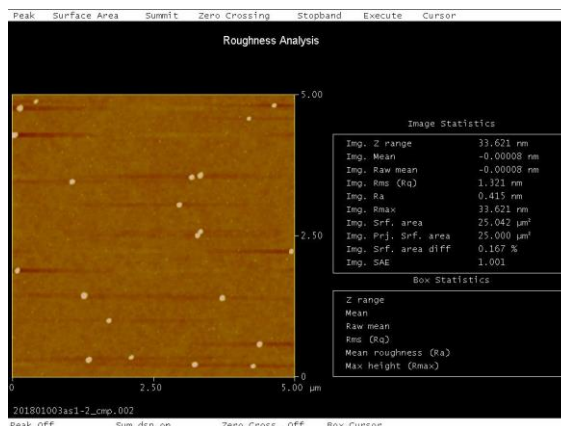 Peak Surface Area Summit Zero Crossing Stopband Execute Cursor
Roughness Analysis
5.00
2.50
0
0 2.50 5.00 µm
Image Statistics
Img. Z range 33.621 nm
Img. Mean -0.00008 nm
Img. Raw mean -0.00008 nm
Img. Rms (Rq) 1.321 nm
Img. Ra 0.415 nm
Img. Rmax 33.621 nm
Img. Srf. area 25.042 µm²
Img. Prj. Srf. area 25.000 µm²
Img. Srf. area diff 0.167 %
Img. SAE 1.001
Box Statistics
Z range
Mean
Raw mean
Rms (Rq)
Mean roughness (Ra)
Max height (Rmax)
201801003as1-2_cmp.002
Peak Off Sum dsp on Zero Cross. Off Box Cursor